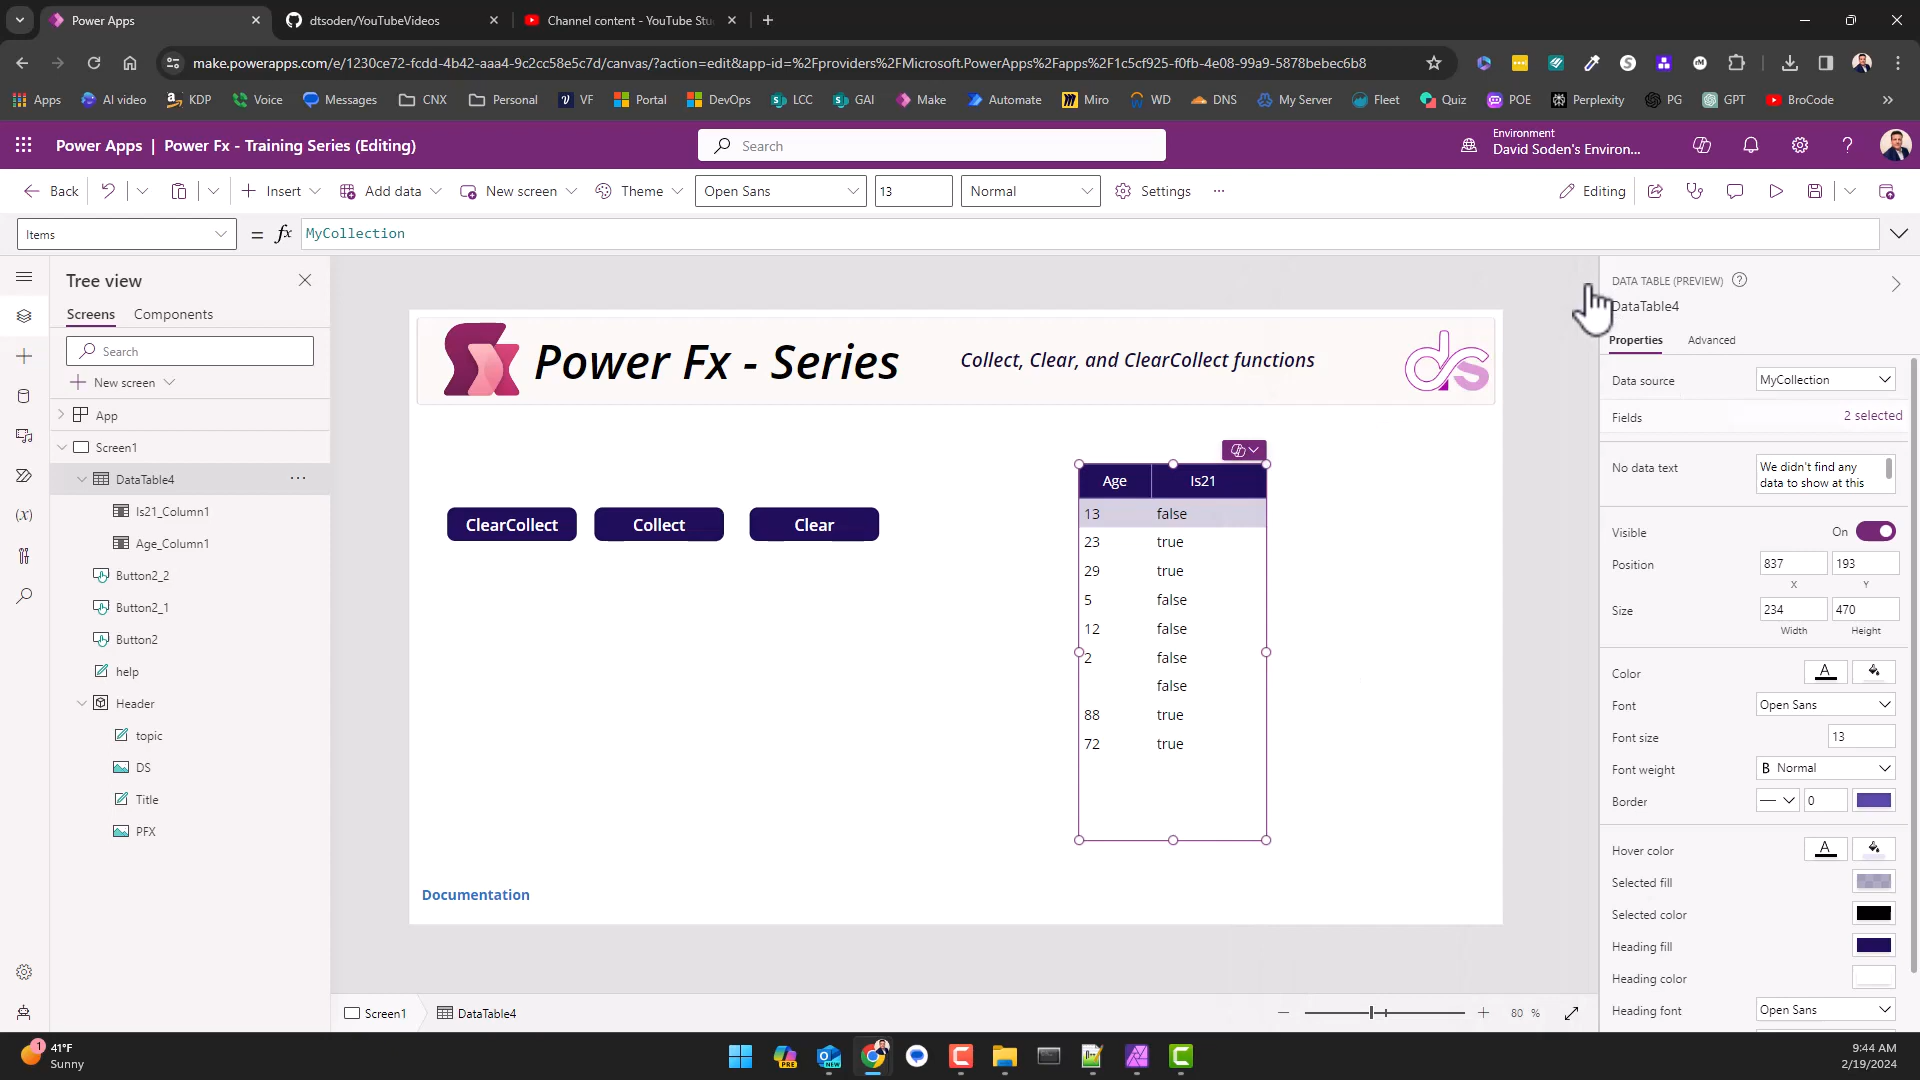 Power Apps
dtsoden/YouTubeVideos
Channel content - YouTube Stu
make.powerapps.com/e/1230ce72-fcdd-4b42-aaa4-9c2cc58e5c7d/canvas/?action=edit&app-id=%2Fproviders%2FMicrosoft.PowerApps%2Fapps%2F1c5cf925-f0fb-4e08-99a9-5878bebec6b8
Apps AI video KDP Voice Messages CNX Personal VF Portal DevOps LCC GAI Make Automate Miro WD DNS My Server Fleet Quiz POE Perplexity PG GPT BroCode
Power Apps | Power Fx - Training Series (Editing)
Search
Environment
David Soden's Environ...
Back Insert Add data New screen Theme Open Sans 13 Normal Settings ... Editing
Items = fx MyCollection
Tree view
Screens Components
Search
New screen
App
Screen1
DataTable4 ...
Is21_Column1
Age_Column1
Button2_2
Button2_1
Button2
help
Header
topic
DS
Title
PFX
Power Fx - Series
Collect, Clear, and ClearCollect functions
ds
ClearCollect Collect Clear
Age Is21
13 false
23 true
29 true
5 false
12 false
2 false
false
88 true
72 true
Documentation
Screen1 DataTable4
80 %
DATA TABLE (PREVIEW)
DataTable4
Properties Advanced
Data source MyCollection
Fields 2 selected
No data text We didn't find any
data to show at this
Visible On
Position 837 193
X Y
Size 234 470
Width Height
Color A
Font Open Sans
Font size 13
Font weight B Normal
Border 0
Hover color A
Selected fill
Selected color
Heading fill
Heading color
Heading font Open Sans
1 41°F
Sunny
PRE
NEW
9:44 AM
2/19/2024